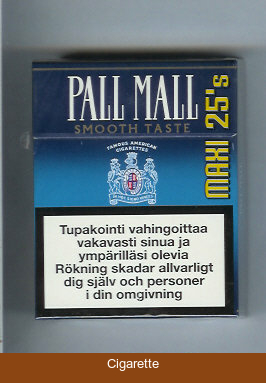 PALL MALL
SMOOTH TASTE
MAXI 25's
FAMOUS AMERICAN
CIGARETTES
Tupakointi vahingoittaa
vakavasti sinua ja
ympärilläsi olevia
Rökning skadar allvarligt
dig själv och personer
i din omgivning
Cigarette